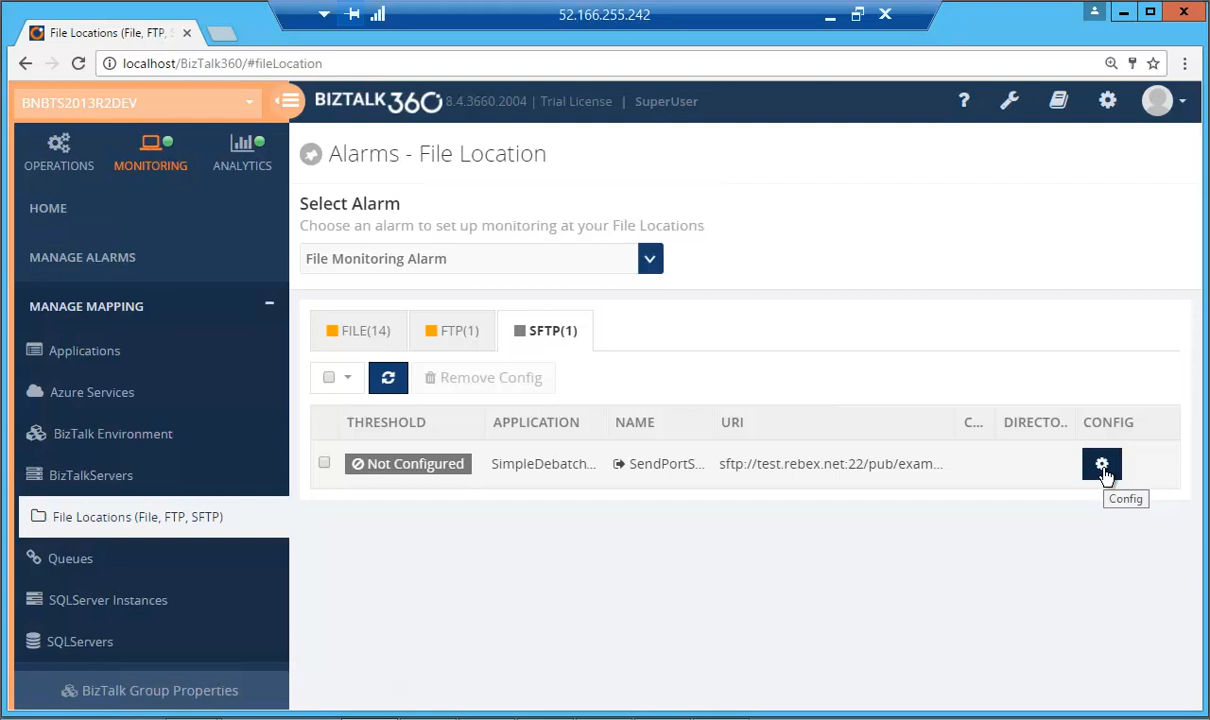 52.166.255.242
File Locations (File, FTP, S
localhost/BizTalk360/#fileLocation
BNBTS2013R2DEV
BIZTALK360 8.4.3660.2004 | Trial License | SuperUser
?
OPERATIONS
MONITORING
ANALYTICS
HOME
MANAGE ALARMS
MANAGE MAPPING
Applications
Azure Services
BizTalk Environment
BizTalkServers
File Locations (File, FTP, SFTP)
Queues
SQLServer Instances
SQLServers
BizTalk Group Properties
Alarms - File Location
Select Alarm
Choose an alarm to set up monitoring at your File Locations
File Monitoring Alarm
FILE(14)
FTP(1)
SFTP(1)
Remove Config
THRESHOLD APPLICATION NAME URI C... DIRECTO.. CONFIG
Not Configured SimpleDebatch... SendPortS... sftp://test.rebex.net:22/pub/exam...
Config